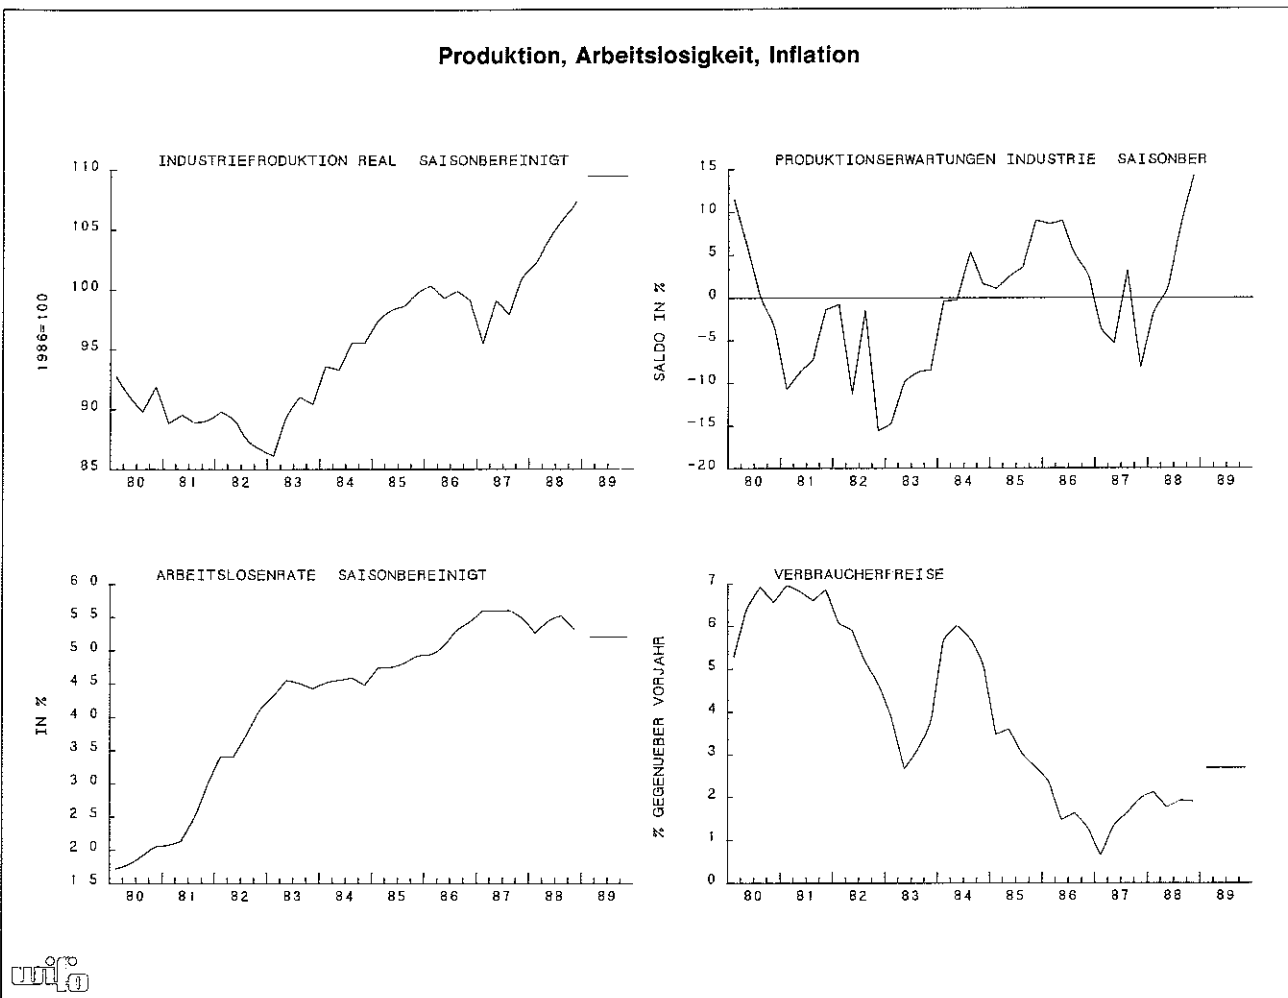 Produktion, Arbeitslosigkeit, Inflation
INDUSTRIEPRODUKTION REAL SAISONBEREINIGT
1986=100
110
105
100
95
90
85
80 81 82 83 84 85 86 87 88 89
PRODUKTIONSERWARTUNGEN INDUSTRIE SAISONBER
SALDO IN %
15
10
5
0
-5
-10
-15
-20
80 81 82 83 84 85 86 87 88 89
ARBEITSLOSENRATE SAISONBEREINIGT
IN %
6 0
5 5
5 0
4 5
4 0
3 5
3 0
2 5
2 0
1 5
80 81 82 83 84 85 86 87 88 89
VERBRAUCHERPREISE
% GEGENUEBER VORJAHR
7
6
5
4
3
2
1
0
80 81 82 83 84 85 86 87 88 89
wifo